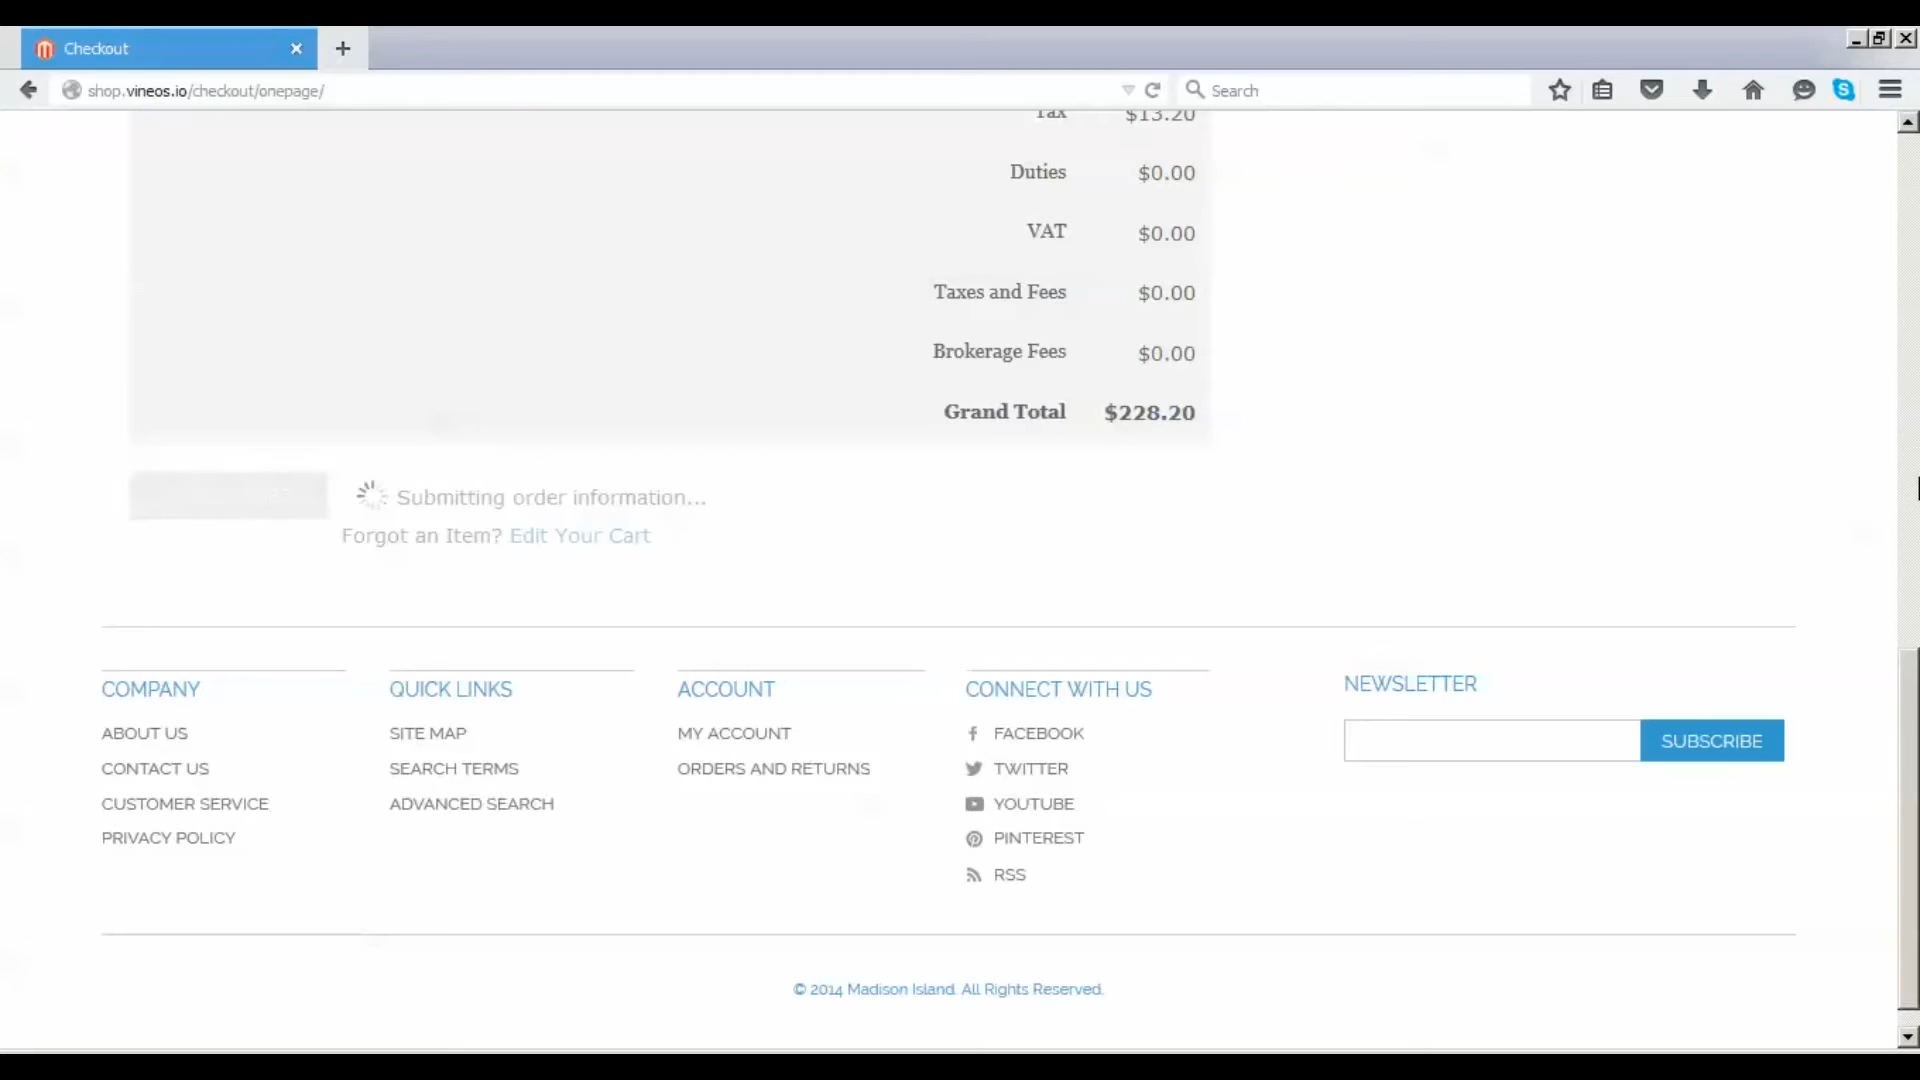 Checkout
shop.vineos.io/checkout/onepage/
Search
Tax $13.20
Duties $0.00
VAT $0.00
Taxes and Fees $0.00
Brokerage Fees $0.00
Grand Total $228.20
Submitting order information...
Forgot an Item? Edit Your Cart
COMPANY
ABOUT US
CONTACT US
CUSTOMER SERVICE
PRIVACY POLICY
QUICK LINKS
SITE MAP
SEARCH TERMS
ADVANCED SEARCH
ACCOUNT
MY ACCOUNT
ORDERS AND RETURNS
CONNECT WITH US
FACEBOOK
TWITTER
YOUTUBE
PINTEREST
RSS
NEWSLETTER
SUBSCRIBE
© 2014 Madison Island. All Rights Reserved.